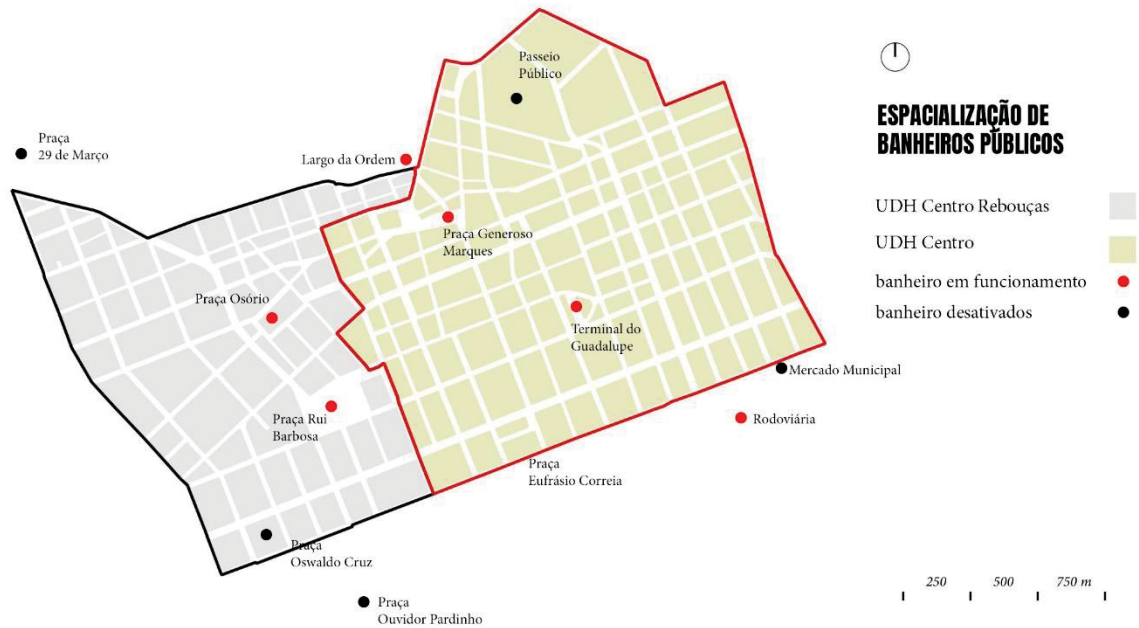 Passeio
Público
Praça
29 de Março
Largo da Ordem
Praça Generoso
Marques
Praça Osório
Terminal do
Guadalupe
Mercado Municipal
Praça Rui
Barbosa
Rodoviária
Praça
Eufrásio Correia
Praça
Oswaldo Cruz
Praça
Ouvidor Pardinho
ESPACIALIZAÇÃO DE
BANHEIROS PÚBLICOS
UDH Centro Rebouças
UDH Centro
banheiro em funcionamento
banheiro desativados
250 500 750 m